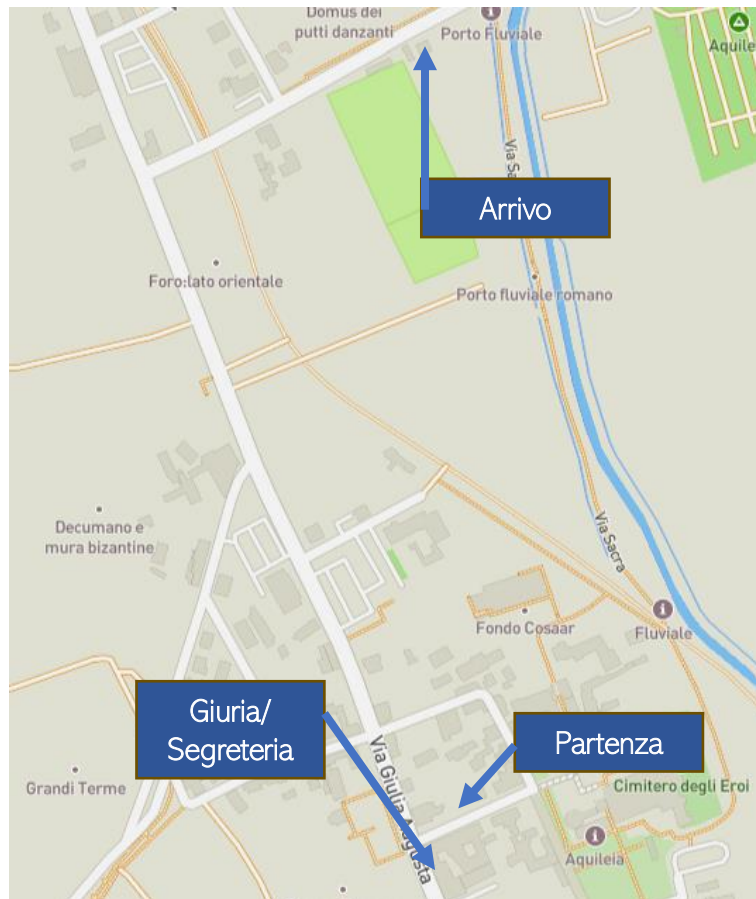 Domus dei
putti danzanti
Porto Fluviale
Aquile
Via Sa
Arrivo
Foro:lato orientale
Porto fluviale romano
Decumano e
mura bizantine
Via Sacra
Fondo Cosaar
Fluviale
Giuria/
Segreteria
Partenza
Via Giulia Augusta
Grandi Terme
Cimitero degli Eroi
Aquileia